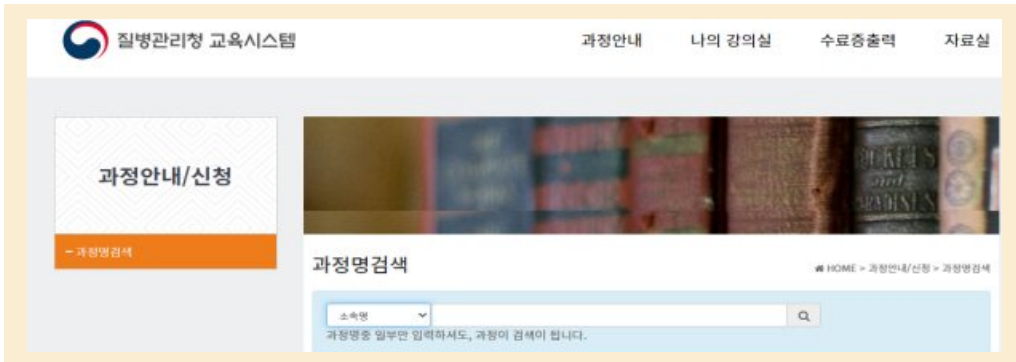 질병관리청 교육시스템
과정안내 나의 강의실 수료증출력 자료실
과정안내/신청
− 과정명검색
과정명검색
HOME > 과정안내/신청 > 과정명검색
소속명
과정명중 일부만 입력하셔도, 과정이 검색이 됩니다.